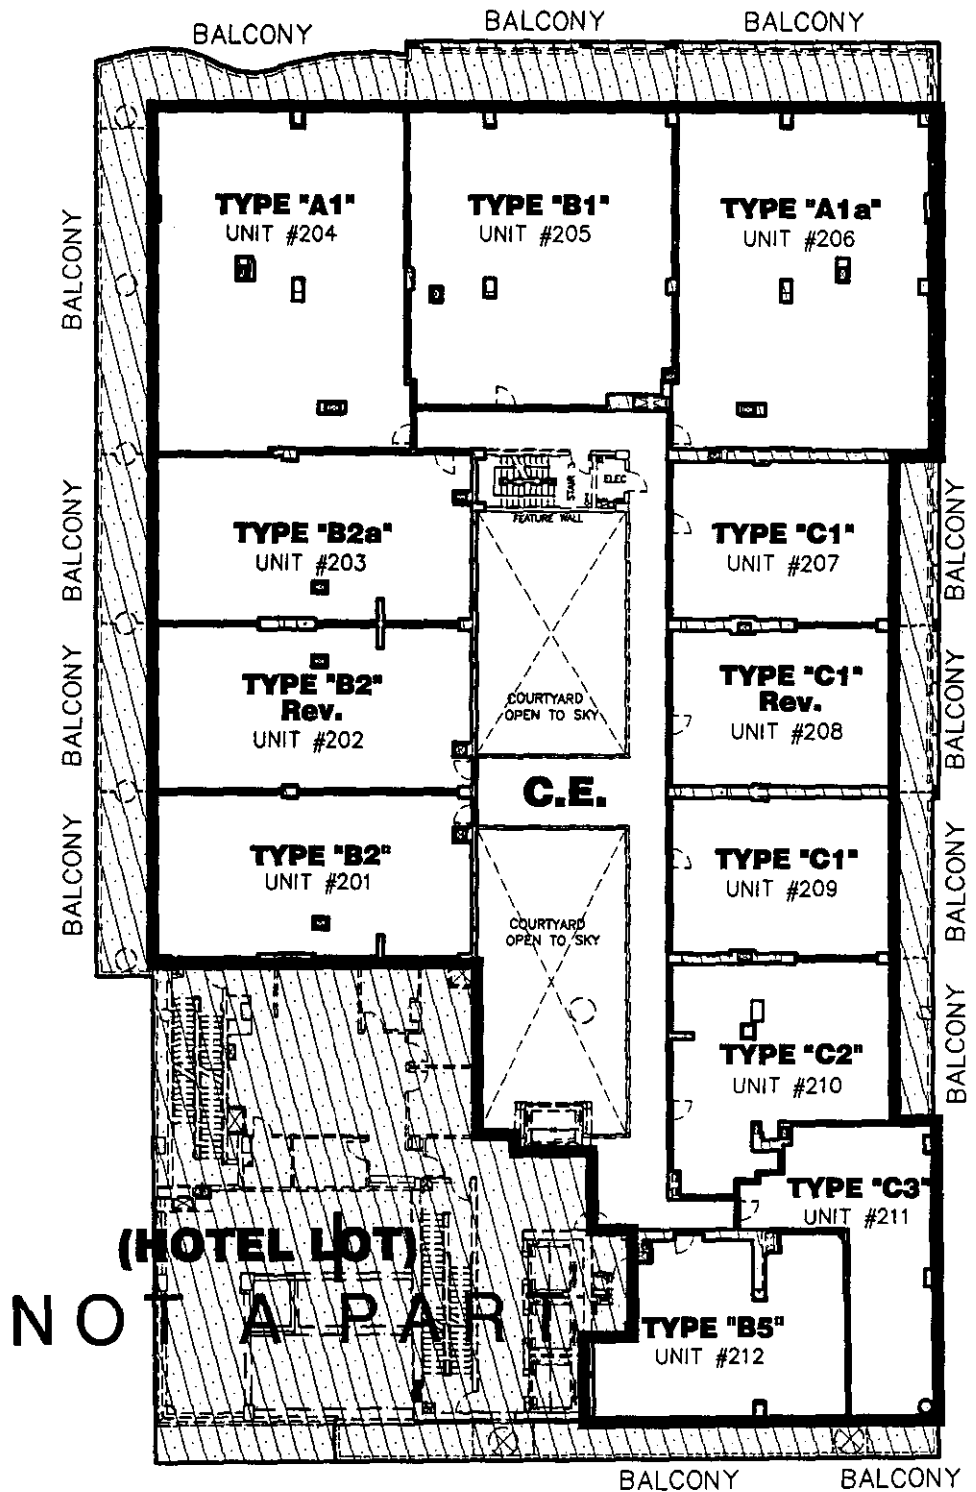 BALCONY
BALCONY
BALCONY
TYPE "A1"
UNIT #204
TYPE "B1"
UNIT #205
TYPE "A1a"
UNIT #206
BALCONY
STAIR 3
ELEC
FEATURE WALL
BALCONY
TYPE "B2a"
UNIT #203
TYPE "C1"
UNIT #207
BALCONY
BALCONY
TYPE "B2"
Rev.
UNIT #202
COURTYARD
OPEN TO SKY
TYPE "C1"
Rev.
UNIT #208
BALCONY
C.E.
BALCONY
TYPE "B2"
UNIT #201
COURTYARD
OPEN TO SKY
TYPE "C1"
UNIT #209
BALCONY
TYPE "C2"
UNIT #210
BALCONY
TYPE "C3"
UNIT #211
(HOTEL LOT)
NOT A PAR
TYPE "B5"
UNIT #212
BALCONY
BALCONY